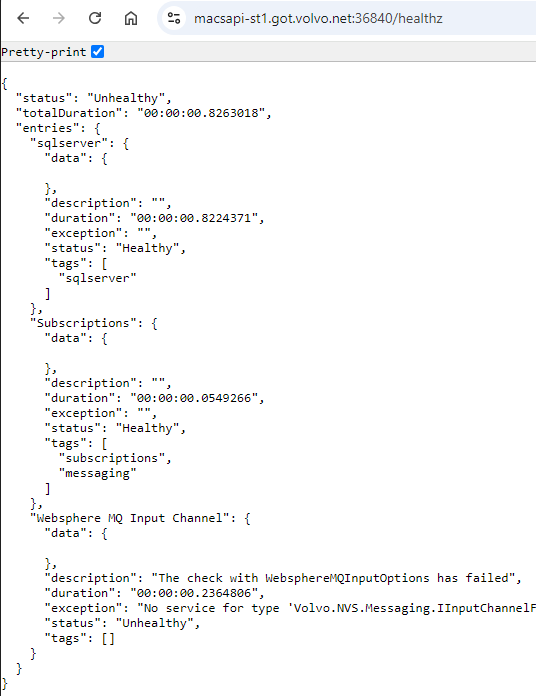 macsapi-st1.got.volvo.net:36840/healthz
Pretty-print
{
  "status": "Unhealthy",
  "totalDuration": "00:00:00.8263018",
  "entries": {
    "sqlserver": {
      "data": {

      },
      "description": "",
      "duration": "00:00:00.8224371",
      "exception": "",
      "status": "Healthy",
      "tags": [
        "sqlserver"
      ]
    },
    "Subscriptions": {
      "data": {

      },
      "description": "",
      "duration": "00:00:00.0549266",
      "exception": "",
      "status": "Healthy",
      "tags": [
        "subscriptions",
        "messaging"
      ]
    },
    "Websphere MQ Input Channel": {
      "data": {

      },
      "description": "The check with WebsphereMQInputOptions has failed",
      "duration": "00:00:00.2364806",
      "exception": "No service for type 'Volvo.NVS.Messaging.IInputChannelF
      "status": "Unhealthy",
      "tags": []
    }
  }
}